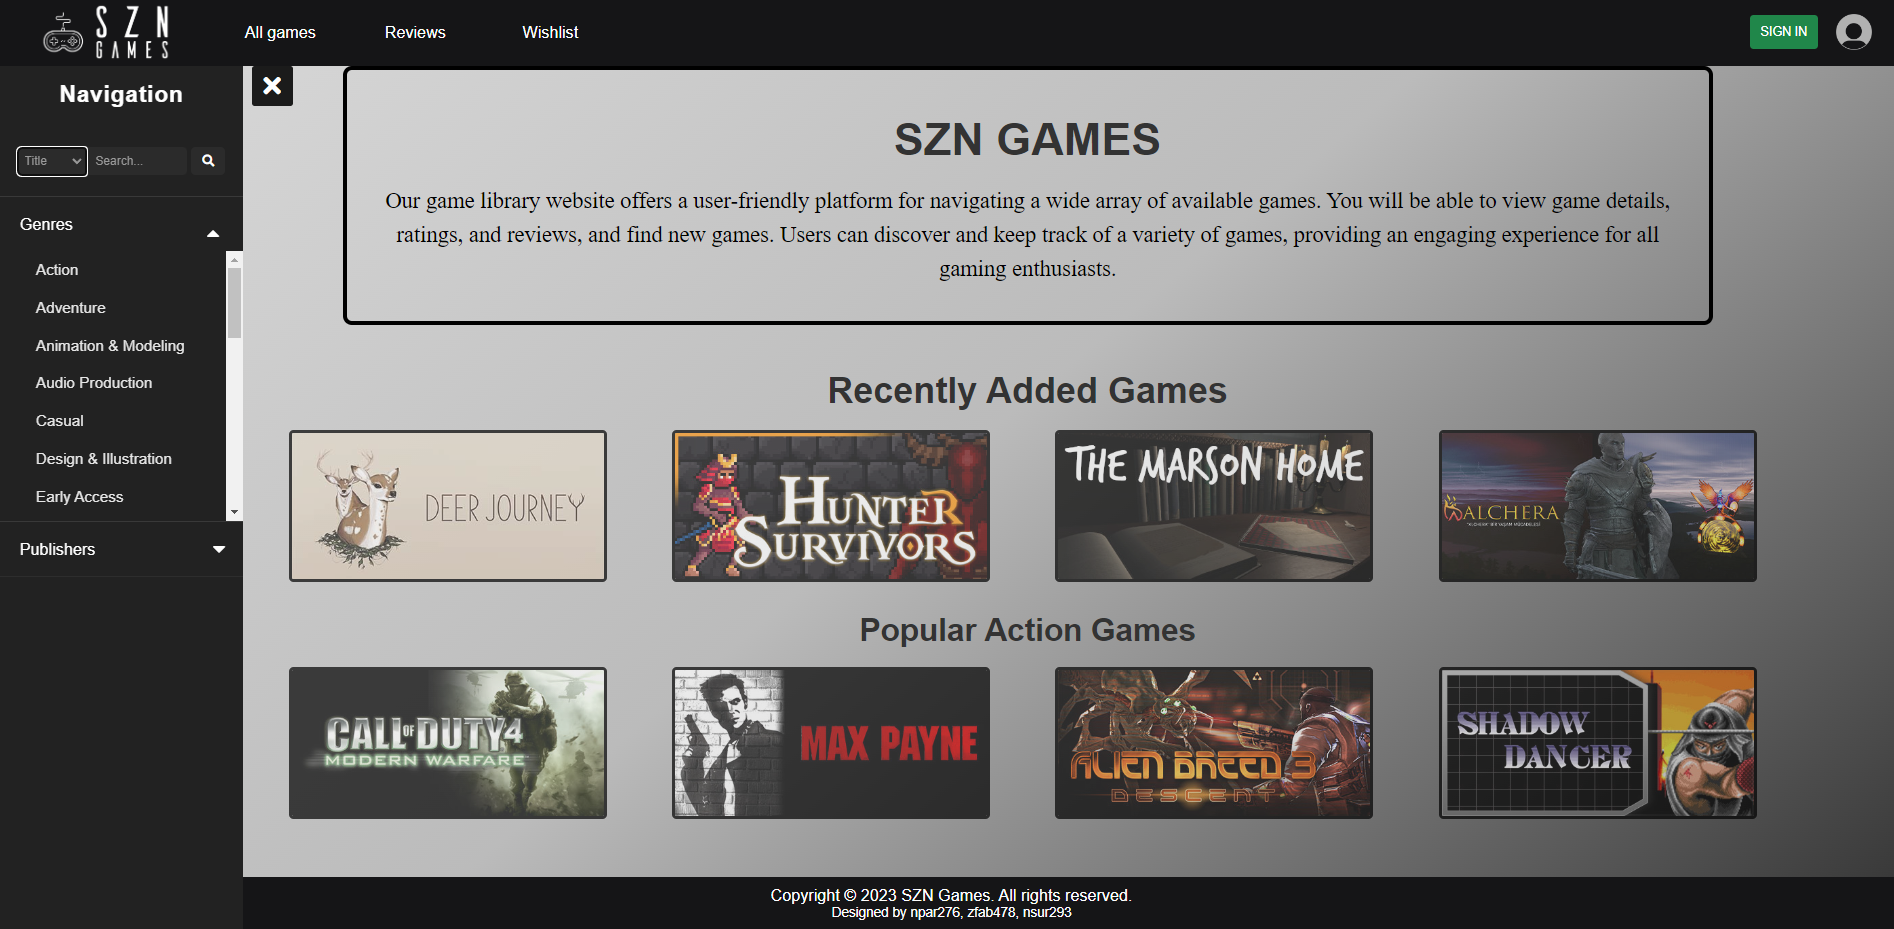 SZN
GAMES
All games
Reviews
Wishlist
SIGN IN
Navigation
Title
Search...
Genres
Action
Adventure
Animation & Modeling
Audio Production
Casual
Design & Illustration
Early Access
Publishers
SZN GAMES
Our game library website offers a user-friendly platform for navigating a wide array of available games. You will be able to view game details,
ratings, and reviews, and find new games. Users can discover and keep track of a variety of games, providing an engaging experience for all
gaming enthusiasts.
Recently Added Games
DEER JOURNEY
HUNTER
SURVIVORS
THE MARSON HOME
ALCHERA
Popular Action Games
CALL OF DUTY 4
MODERN WARFARE
MAX PAYNE
ALIEN BREED 3
DESCENT
SHADOW
DANCER
Copyright © 2023 SZN Games. All rights reserved.
Designed by npar276, zfab478, nsur293